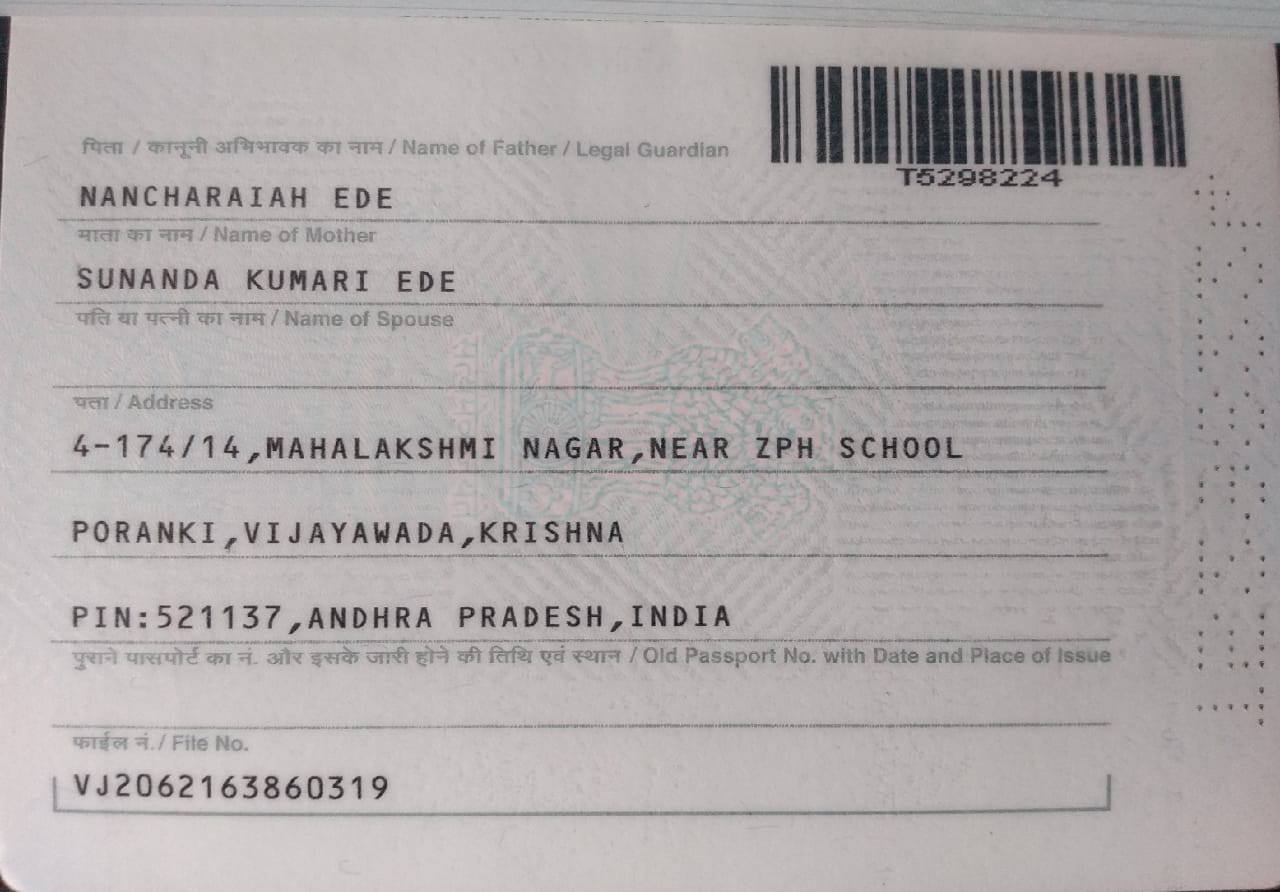 पिता / कानूनी अभिभावक का नाम / Name of Father / Legal Guardian
T5298224
NANCHARAIAH EDE
माता का नाम / Name of Mother
SUNANDA KUMARI EDE
पति या पत्नी का नाम / Name of Spouse
पता / Address
4-174/14,MAHALAKSHMI NAGAR,NEAR ZPH SCHOOL
PORANKI,VIJAYAWADA,KRISHNA
PIN:521137,ANDHRA PRADESH,INDIA
पुराने पासपोर्ट का नं. और इसके जारी होने की तिथि एवं स्थान / Old Passport No. with Date and Place of Issue
फाईल नं./ File No.
VJ2062163860319